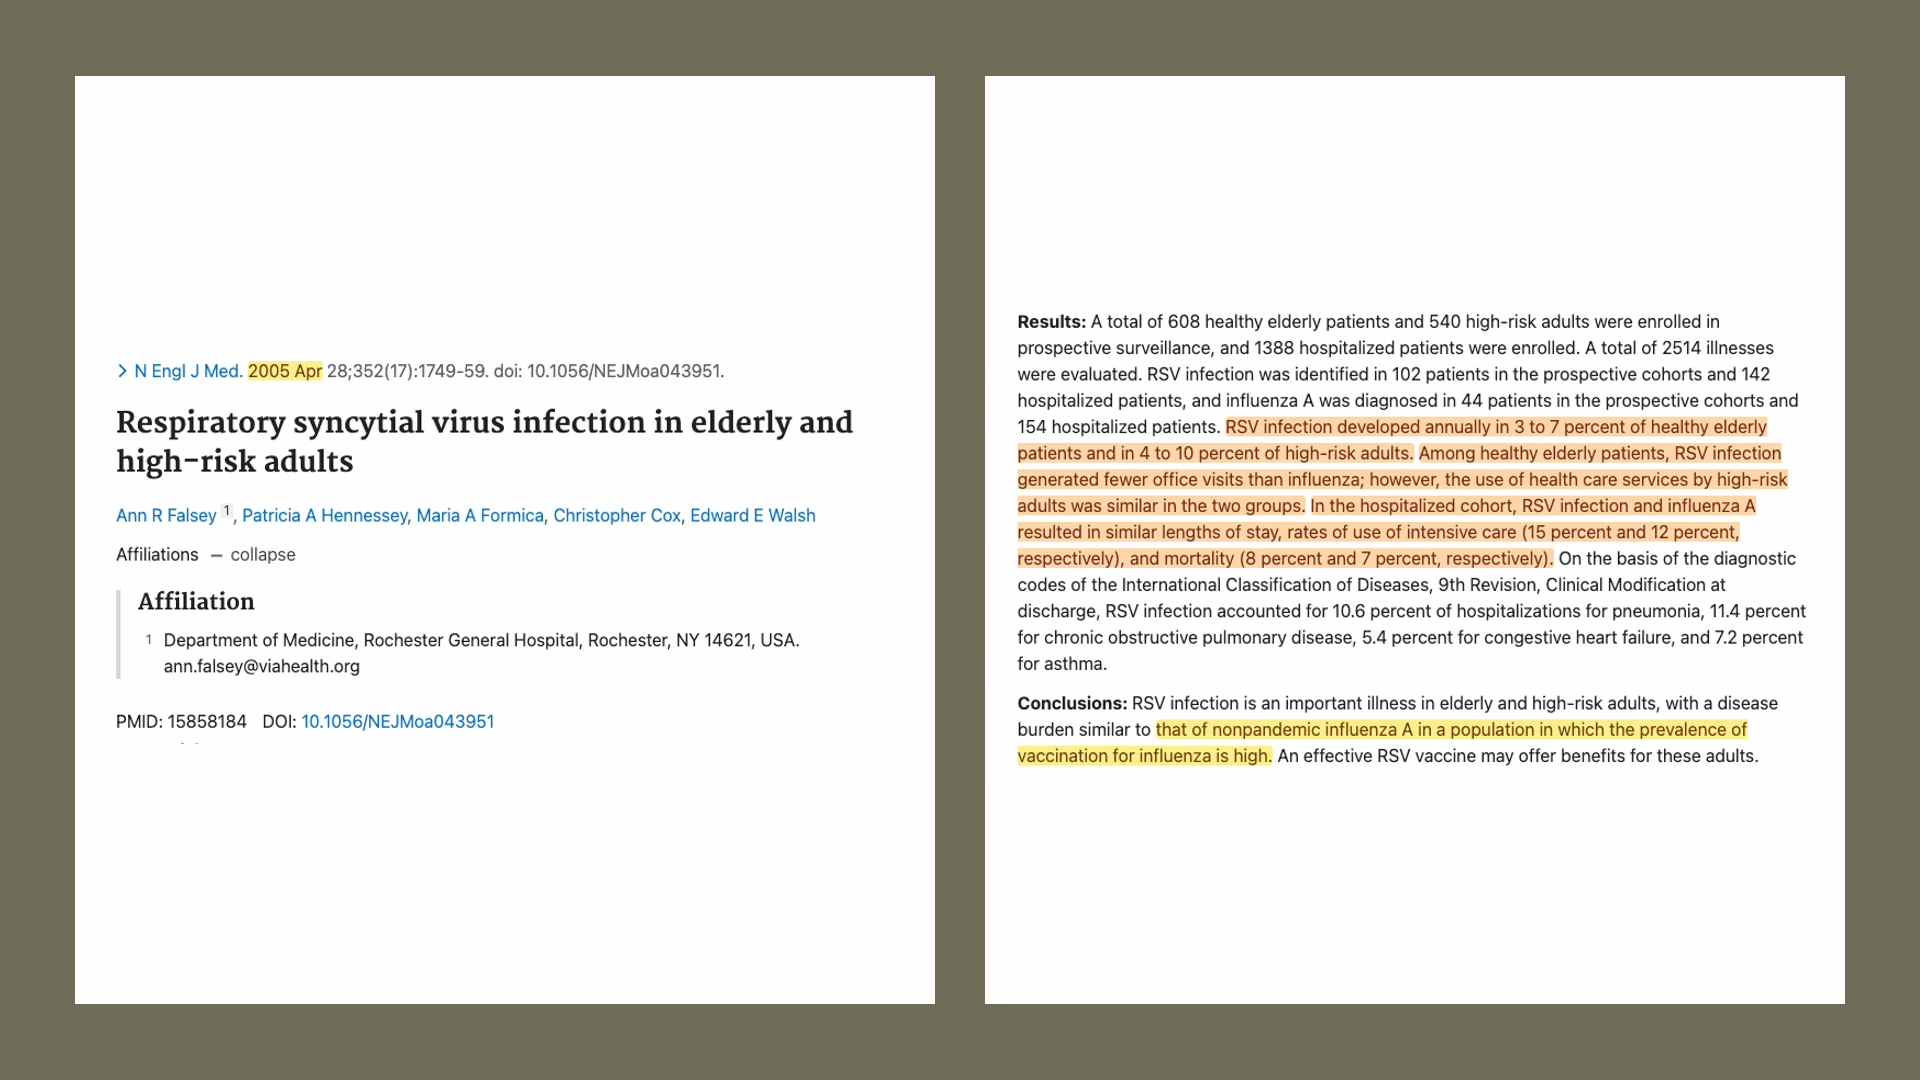 N Engl J Med. 2005 Apr 28;352(17):1749-59. doi: 10.1056/NEJMoa043951.
Respiratory syncytial virus infection in elderly and
high-risk adults
Ann R Falsey 1, Patricia A Hennessey, Maria A Formica, Christopher Cox, Edward E Walsh
Affiliations — collapse
Affiliation
1 Department of Medicine, Rochester General Hospital, Rochester, NY 14621, USA.
ann.falsey@viahealth.org
PMID: 15858184 DOI: 10.1056/NEJMoa043951
Results: A total of 608 healthy elderly patients and 540 high-risk adults were enrolled in
prospective surveillance, and 1388 hospitalized patients were enrolled. A total of 2514 illnesses
were evaluated. RSV infection was identified in 102 patients in the prospective cohorts and 142
hospitalized patients, and influenza A was diagnosed in 44 patients in the prospective cohorts and
154 hospitalized patients. RSV infection developed annually in 3 to 7 percent of healthy elderly
patients and in 4 to 10 percent of high-risk adults. Among healthy elderly patients, RSV infection
generated fewer office visits than influenza; however, the use of health care services by high-risk
adults was similar in the two groups. In the hospitalized cohort, RSV infection and influenza A
resulted in similar lengths of stay, rates of use of intensive care (15 percent and 12 percent,
respectively), and mortality (8 percent and 7 percent, respectively). On the basis of the diagnostic
codes of the International Classification of Diseases, 9th Revision, Clinical Modification at
discharge, RSV infection accounted for 10.6 percent of hospitalizations for pneumonia, 11.4 percent
for chronic obstructive pulmonary disease, 5.4 percent for congestive heart failure, and 7.2 percent
for asthma.
Conclusions: RSV infection is an important illness in elderly and high-risk adults, with a disease
burden similar to that of nonpandemic influenza A in a population in which the prevalence of
vaccination for influenza is high. An effective RSV vaccine may offer benefits for these adults.